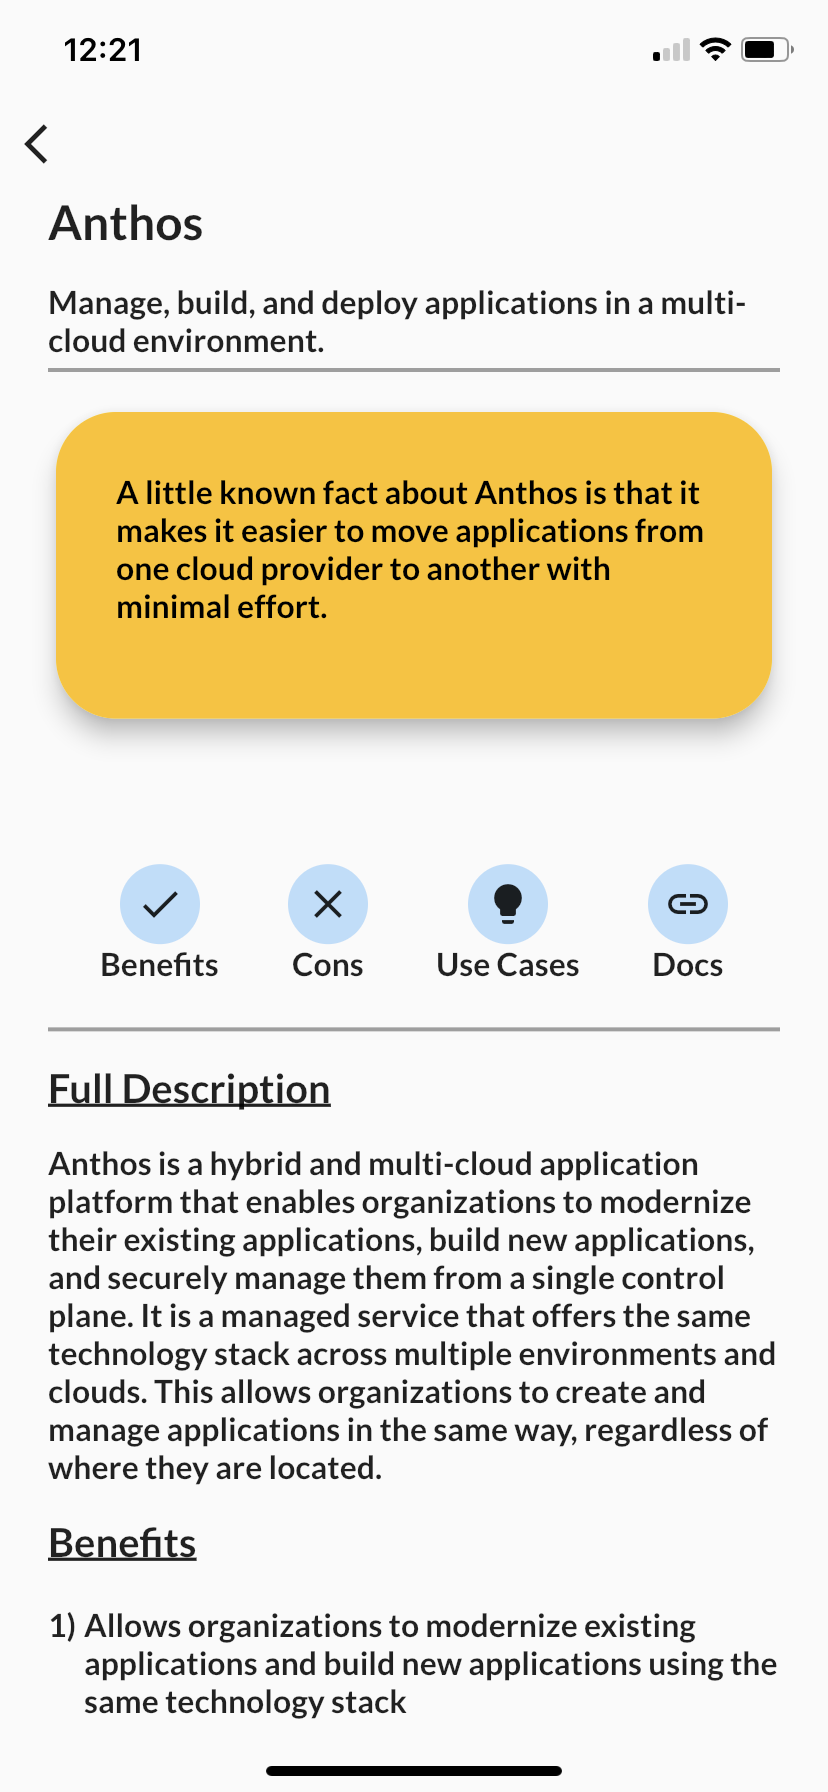 12:21
Anthos
Manage, build, and deploy applications in a multi-
cloud environment.
A little known fact about Anthos is that it
makes it easier to move applications from
one cloud provider to another with
minimal effort.
Benefits Cons Use Cases Docs
Full Description
Anthos is a hybrid and multi-cloud application
platform that enables organizations to modernize
their existing applications, build new applications,
and securely manage them from a single control
plane. It is a managed service that offers the same
technology stack across multiple environments and
clouds. This allows organizations to create and
manage applications in the same way, regardless of
where they are located.
Benefits
1) Allows organizations to modernize existing
applications and build new applications using the
same technology stack